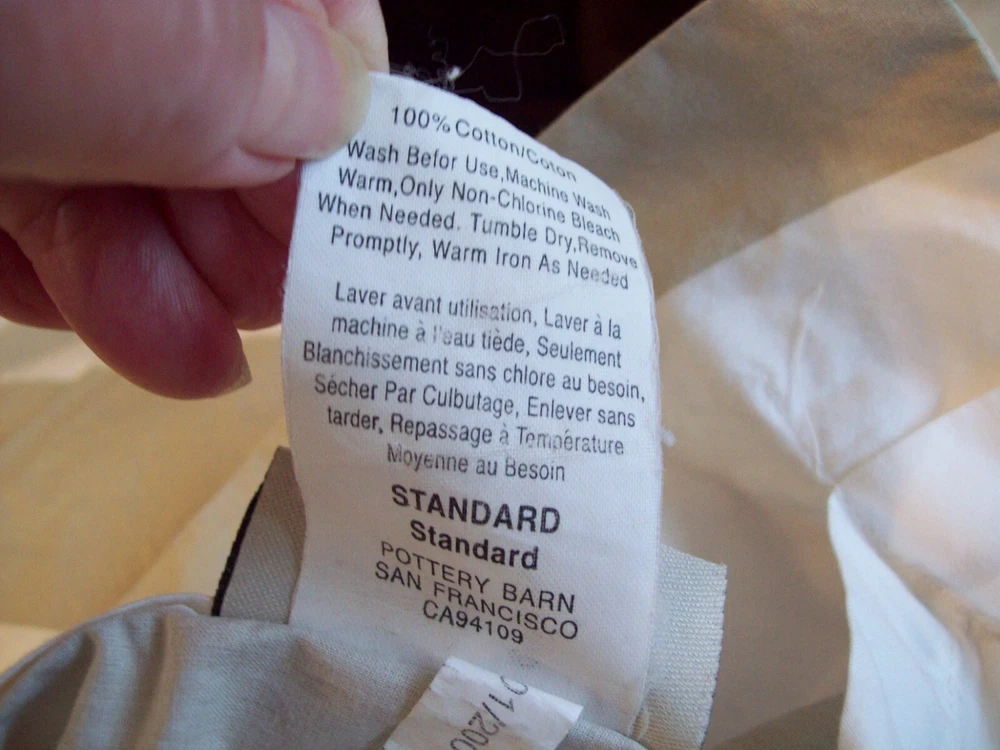 100% Cotton/Coton
Wash Befor Use,Machine Wash
Warm,Only Non-Chlorine Bleach
When Needed. Tumble Dry,Remove
Promptly, Warm Iron As Needed
Laver avant utilisation, Laver à la
machine à l'eau tiède, Seulement
Blanchissement sans chlore au besoin,
Sécher Par Culbutage, Enlever sans
tarder, Repassage à Température
Moyenne au Besoin
STANDARD
Standard
POTTERY BARN
SAN FRANCISCO
CA94109